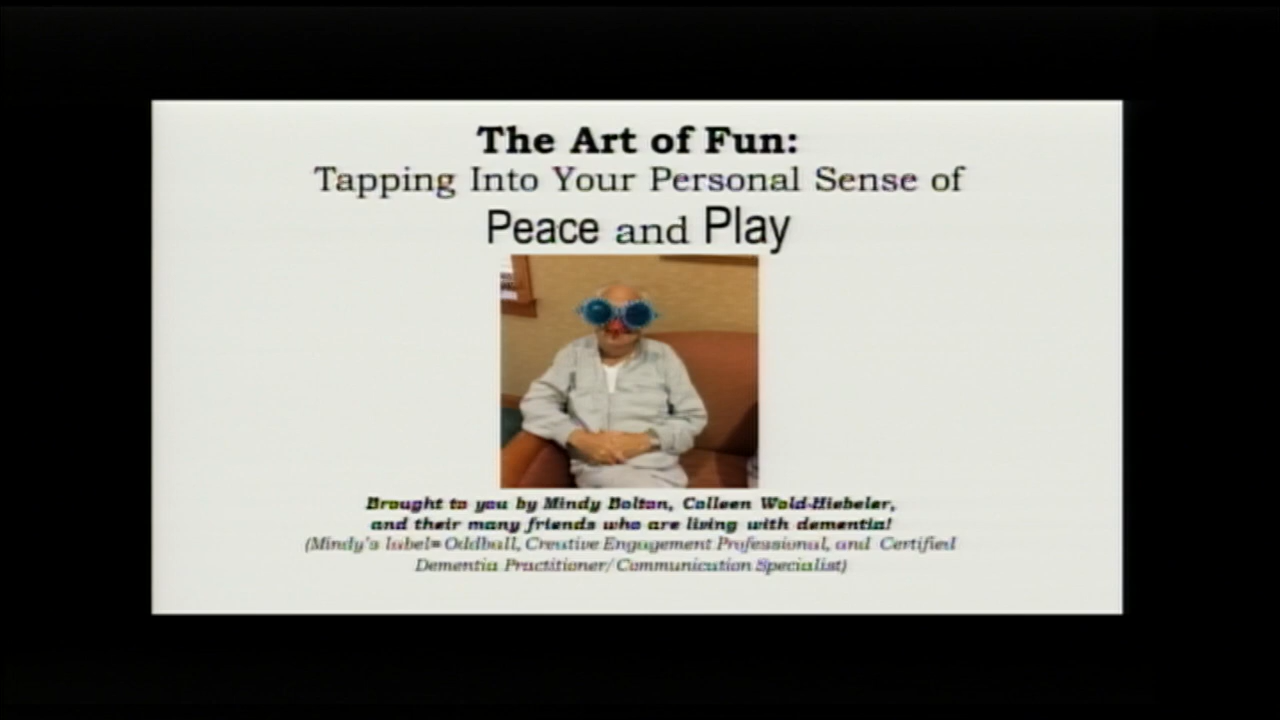 The Art of Fun:
Tapping Into Your Personal Sense of
Peace and Play
Brought to you by Mindy Bolton, Colleen Wold-Hiebeler,
and their many friends who are living with dementia!
(Mindy's label= Oddball, Creative Engagement Professional, and Certified
Dementia Practitioner/Communication Specialist)